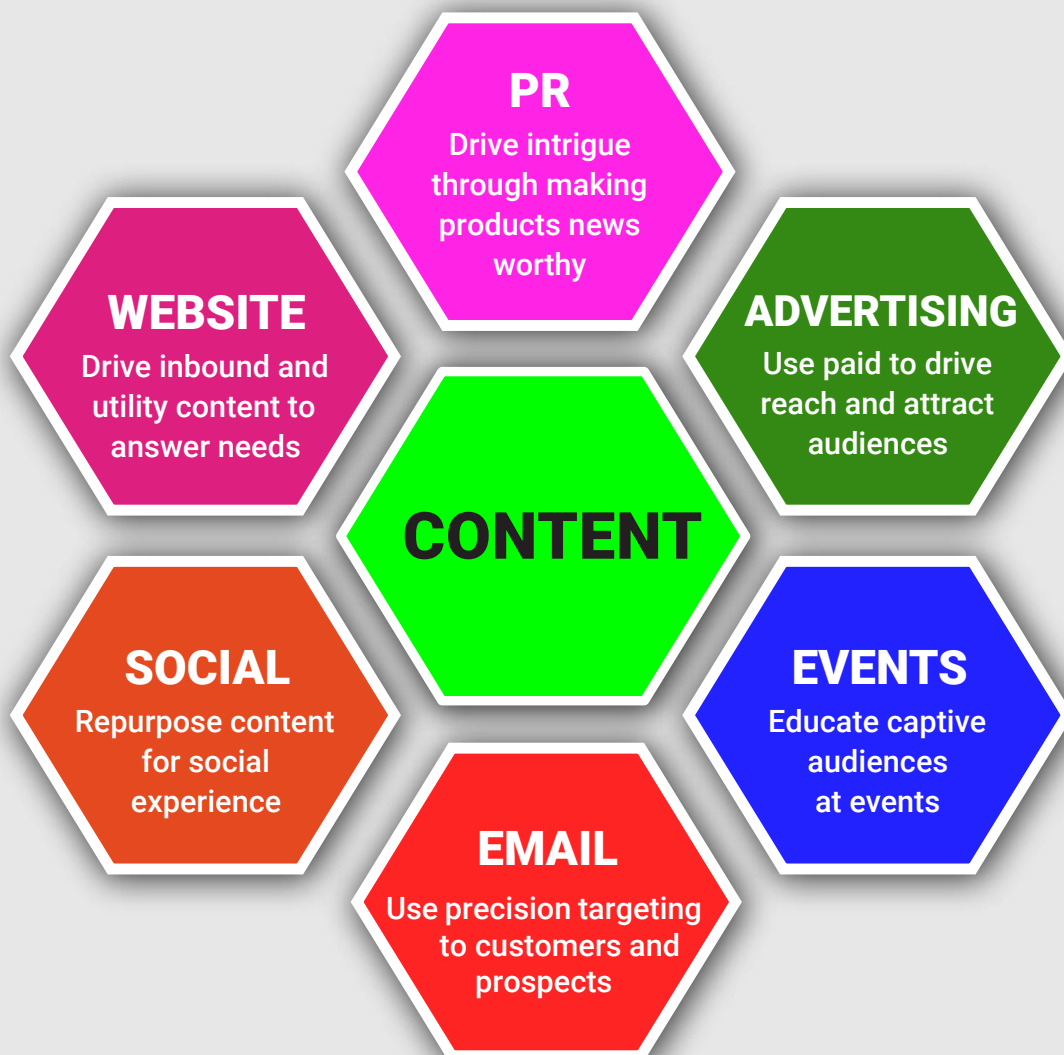 PR
Drive intrigue
through making
products news
worthy
WEBSITE
Drive inbound and
utility content to
answer needs
ADVERTISING
Use paid to drive
reach and attract
audiences
CONTENT
SOCIAL
Repurpose content
for social
experience
EVENTS
Educate captive
audiences
at events
EMAIL
Use precision targeting
to customers and
prospects